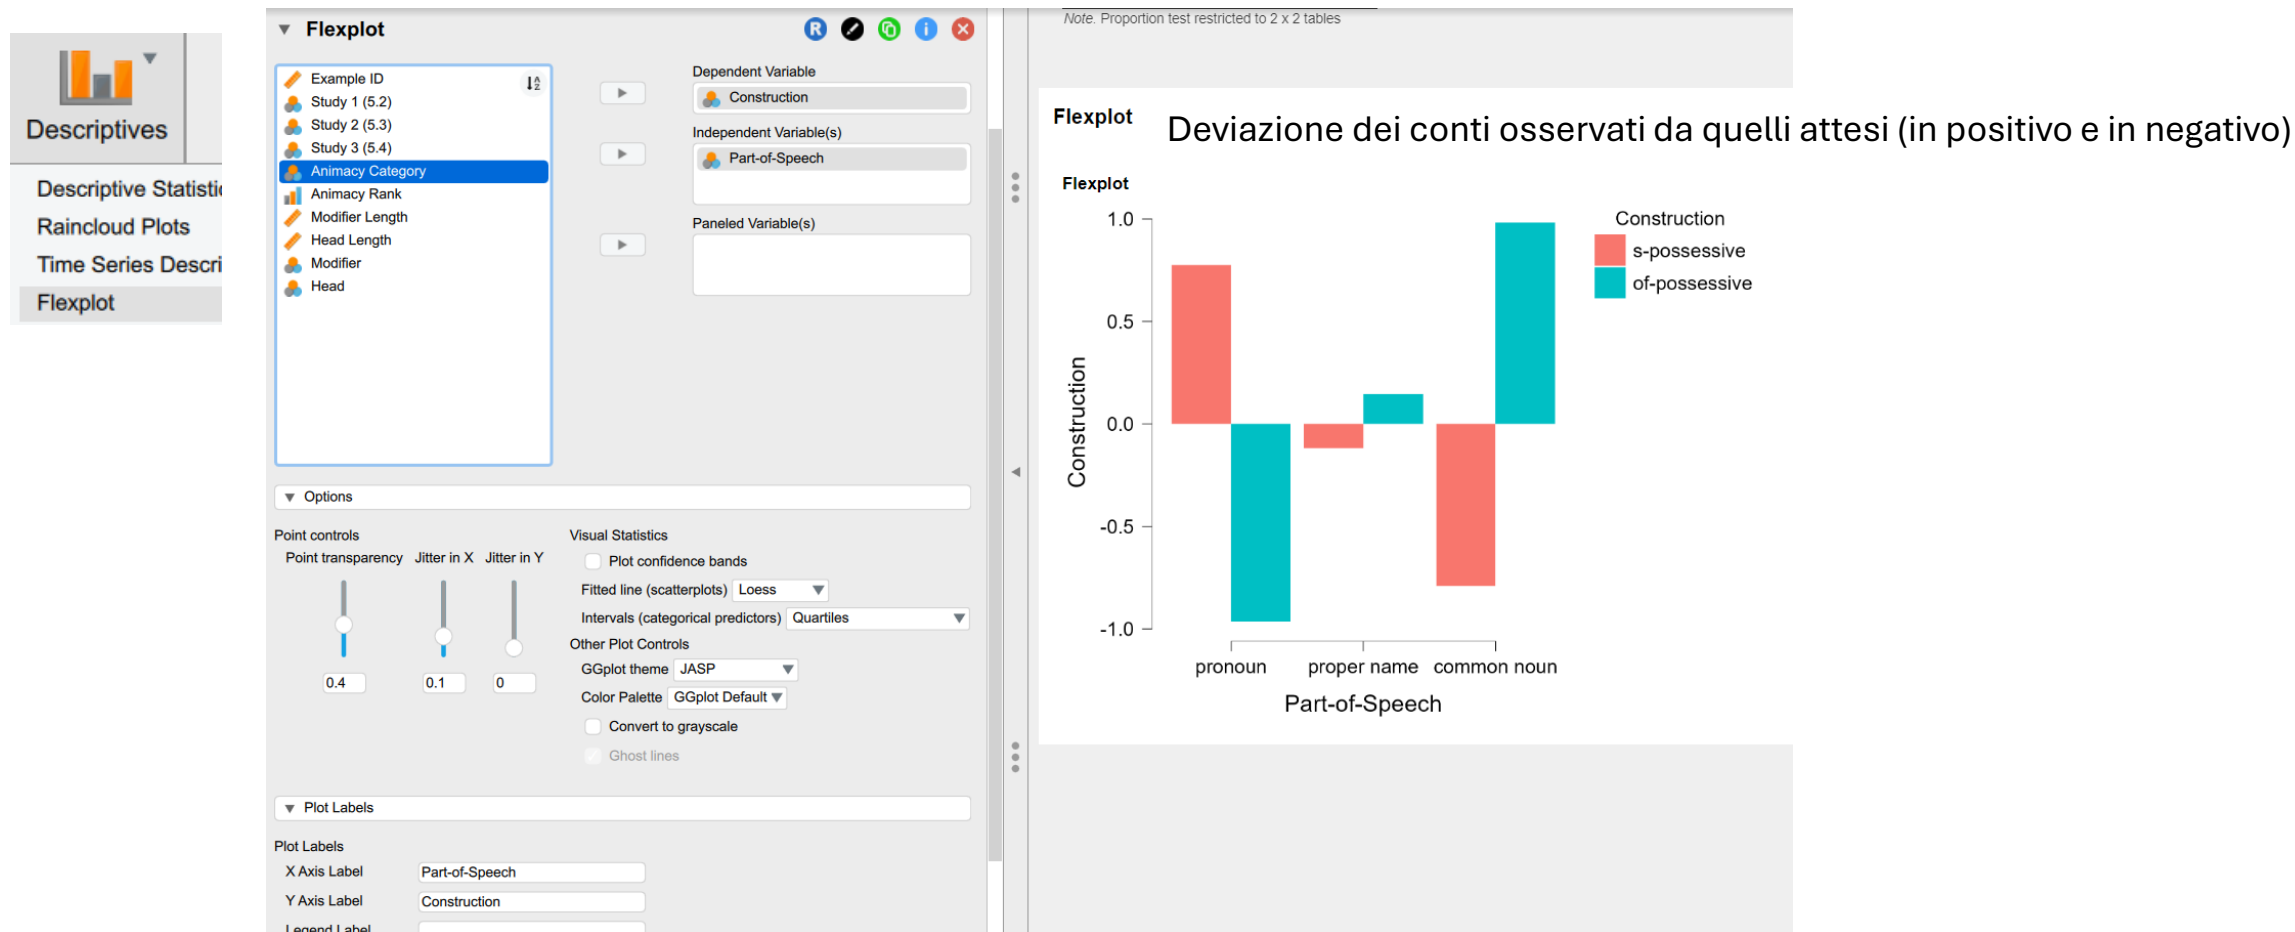 Descriptives
Descriptive Statisti
Raincloud Plots
Time Series Descri
Flexplot
Flexplot
R
i
Example ID
Study 1 (5.2)
Study 2 (5.3)
Study 3 (5.4)
Animacy Category
Animacy Rank
Modifier Length
Head Length
Modifier
Head
Dependent Variable
Construction
Independent Variable(s)
Part-of-Speech
Paneled Variable(s)
Options
Point controls
Point transparency Jitter in X Jitter in Y
0.4 0.1 0
Visual Statistics
Plot confidence bands
Fitted line (scatterplots) Loess
Intervals (categorical predictors) Quartiles
Other Plot Controls
GGplot theme JASP
Color Palette GGplot Default
Convert to grayscale
Ghost lines
Plot Labels
Plot Labels
X Axis Label Part-of-Speech
Y Axis Label Construction
Legend Label
Note. Proportion test restricted to 2 x 2 tables
Flexplot
Deviazione dei conti osservati da quelli attesi (in positivo e in negativo)
Flexplot
Construction
s-possessive
of-possessive
1.0
0.5
0.0
-0.5
-1.0
Construction
pronoun proper name common noun
Part-of-Speech